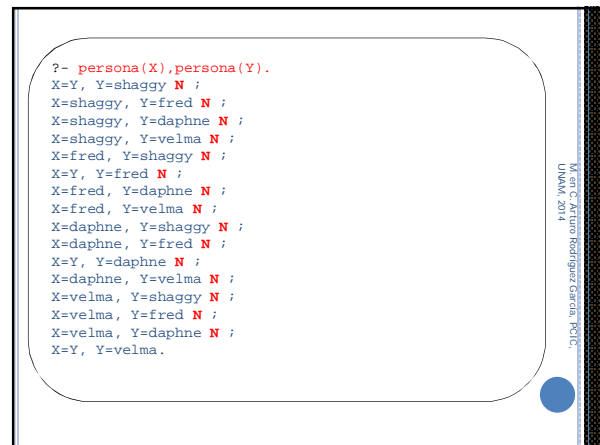 ?- persona(X),persona(Y).
X=Y, Y=shaggy N ;
X=shaggy, Y=fred N ;
X=shaggy, Y=daphne N ;
X=shaggy, Y=velma N ;
X=fred, Y=shaggy N ;
X=Y, Y=fred N ;
X=fred, Y=daphne N ;
X=fred, Y=velma N ;
X=daphne, Y=shaggy N ;
X=daphne, Y=fred N ;
X=Y, Y=daphne N ;
X=daphne, Y=velma N ;
X=velma, Y=shaggy N ;
X=velma, Y=fred N ;
X=velma, Y=daphne N ;
X=Y, Y=velma.
M. en C. Arturo Rodríguez García, PCIC,
UNAM, 2014